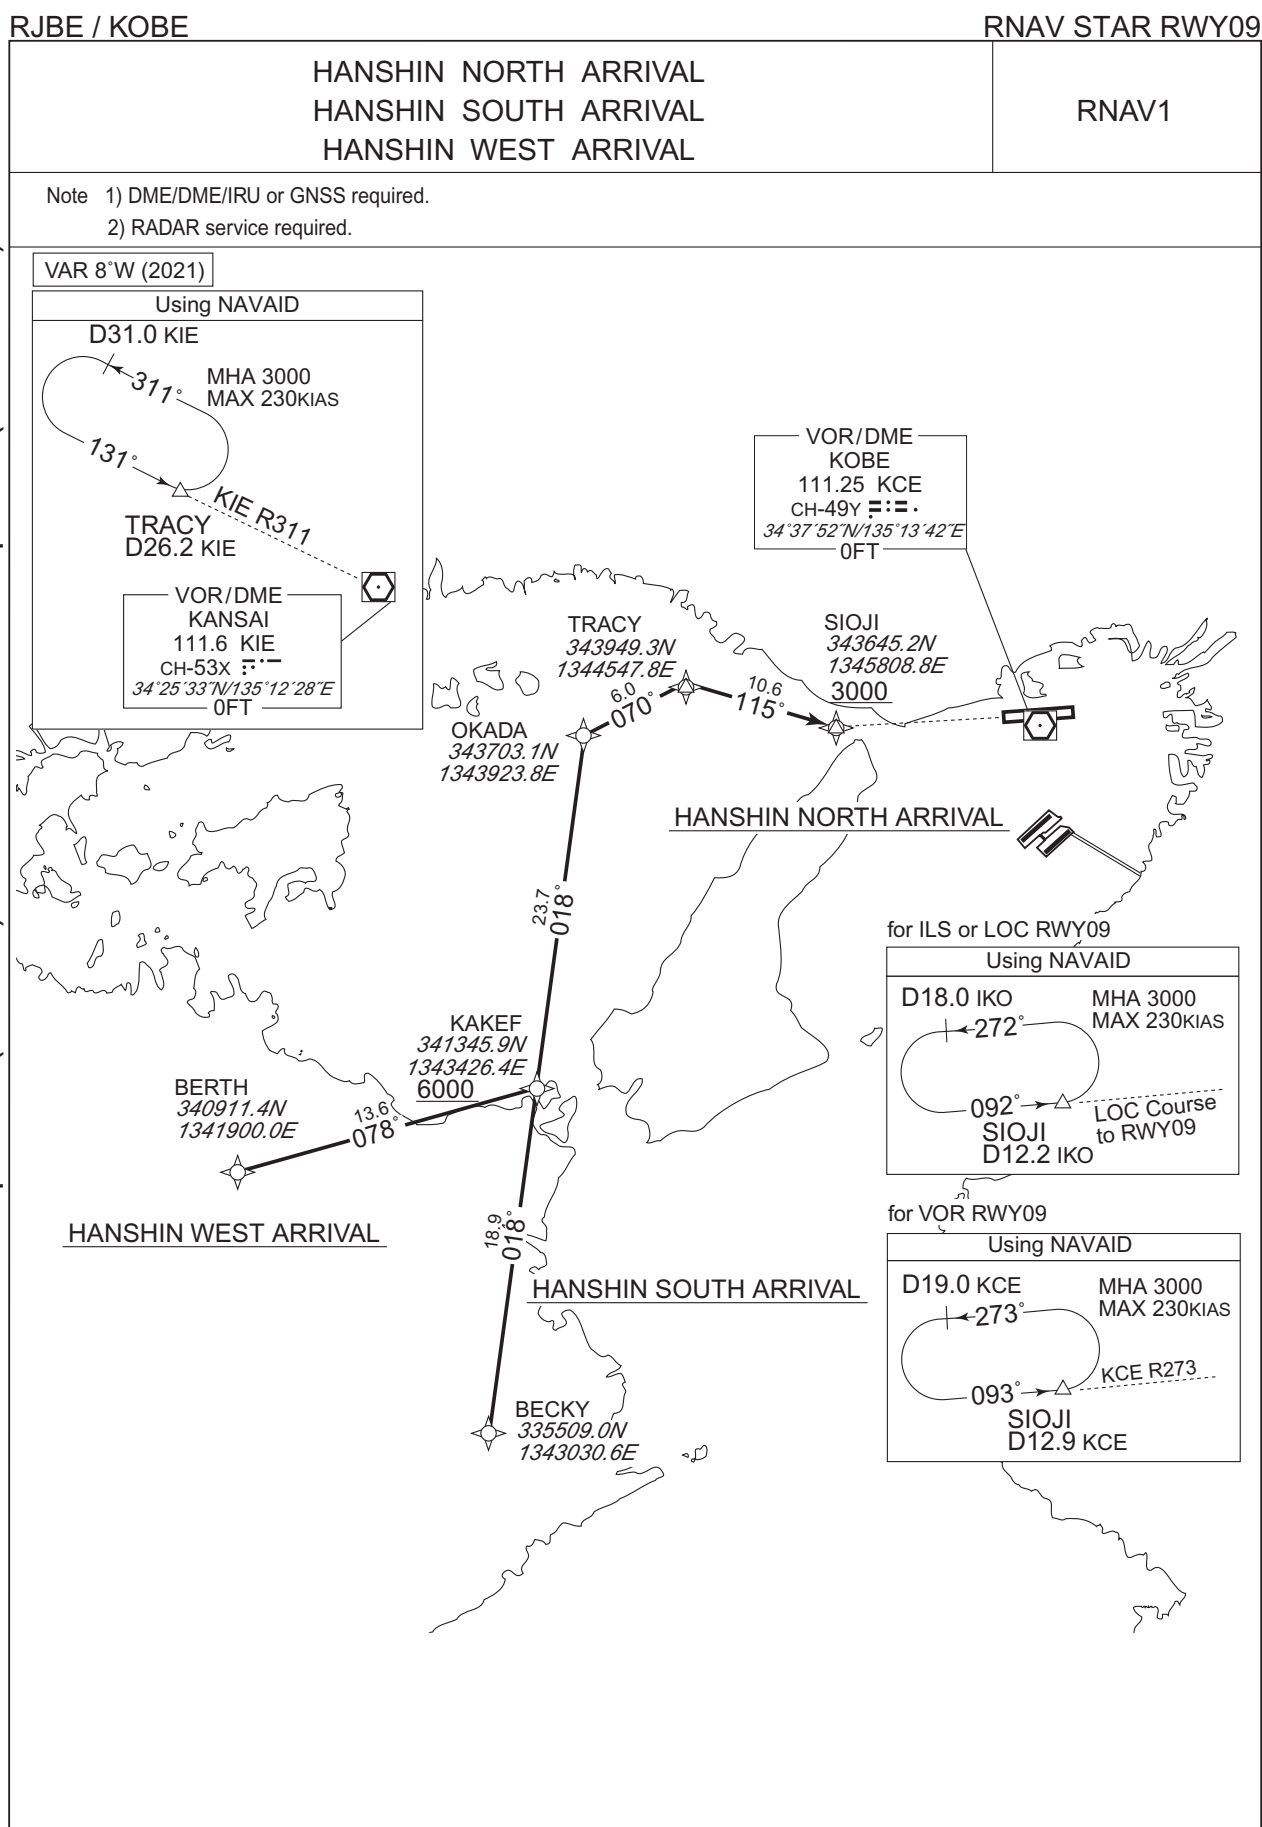 RJBE / KOBE
RNAV STAR RWY09
HANSHIN NORTH ARRIVAL
HANSHIN SOUTH ARRIVAL
HANSHIN WEST ARRIVAL
RNAV1
Note 1) DME/DME/IRU or GNSS required.
2) RADAR service required.
VAR 8°W (2021)
Using NAVAID
D31.0 KIE
311°
MHA 3000
MAX 230KIAS
131°
KIE R311
TRACY
D26.2 KIE
VOR/DME
KANSAI
111.6 KIE
CH-53X
34°25′33″N/135°12′28″E
0FT
VOR/DME
KOBE
111.25 KCE
CH-49Y
34°37′52″N/135°13′42″E
0FT
TRACY
343949.3N
1344547.8E
SIOJI
343645.2N
1345808.8E
3000
6.0
070°
10.6
115°
OKADA
343703.1N
1343923.8E
HANSHIN NORTH ARRIVAL
23.7
018°
for ILS or LOC RWY09
Using NAVAID
D18.0 IKO
MHA 3000
MAX 230KIAS
272°
092°
SIOJI
D12.2 IKO
LOC Course
to RWY09
KAKEF
341345.9N
1343426.4E
6000
BERTH
340911.4N
1341900.0E
13.6
078°
HANSHIN WEST ARRIVAL
18.9
018°
for VOR RWY09
Using NAVAID
D19.0 KCE
MHA 3000
MAX 230KIAS
273°
093°
KCE R273
SIOJI
D12.9 KCE
HANSHIN SOUTH ARRIVAL
BECKY
335509.0N
1343030.6E